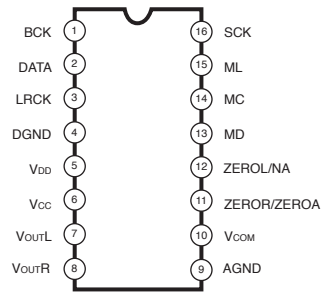 BCK 1 16 SCK
DATA 2 15 ML
LRCK 3 14 MC
DGND 4 13 MD
VDD 5 12 ZEROL/NA
VCC 6 11 ZEROR/ZEROA
VOUTL 7 10 VCOM
VOUTR 8 9 AGND